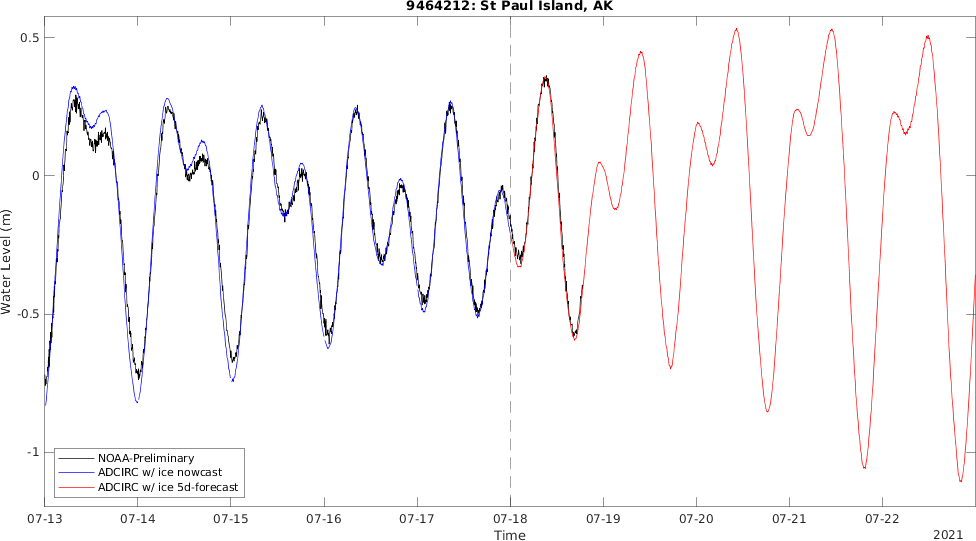 9464212: St Paul Island, AK
Water Level (m)
0.5
0
-0.5
-1
NOAA-Preliminary
ADCIRC w/ ice nowcast
ADCIRC w/ ice 5d-forecast
07-13 07-14 07-15 07-16 07-17 07-18 07-19 07-20 07-21 07-22
Time
2021